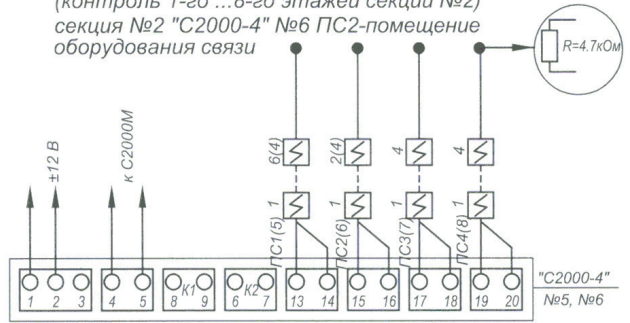 (контроль 1-го ...8-го этажей секции №2)
секция №2 "С2000-4" №6 ПС2-помещение
оборудования связи
R=4.7кОм
±12 В
к С2000М
6(4)
2(4)
4
4
1
1
1
1
ПС1(5)
ПС2(6)
ПС3(7)
ПС4(8)
1 2 3
4 5
8 К1 9
6 К2 7
13 14
15 16
17 18
19 20
"С2000-4"
№5, №6